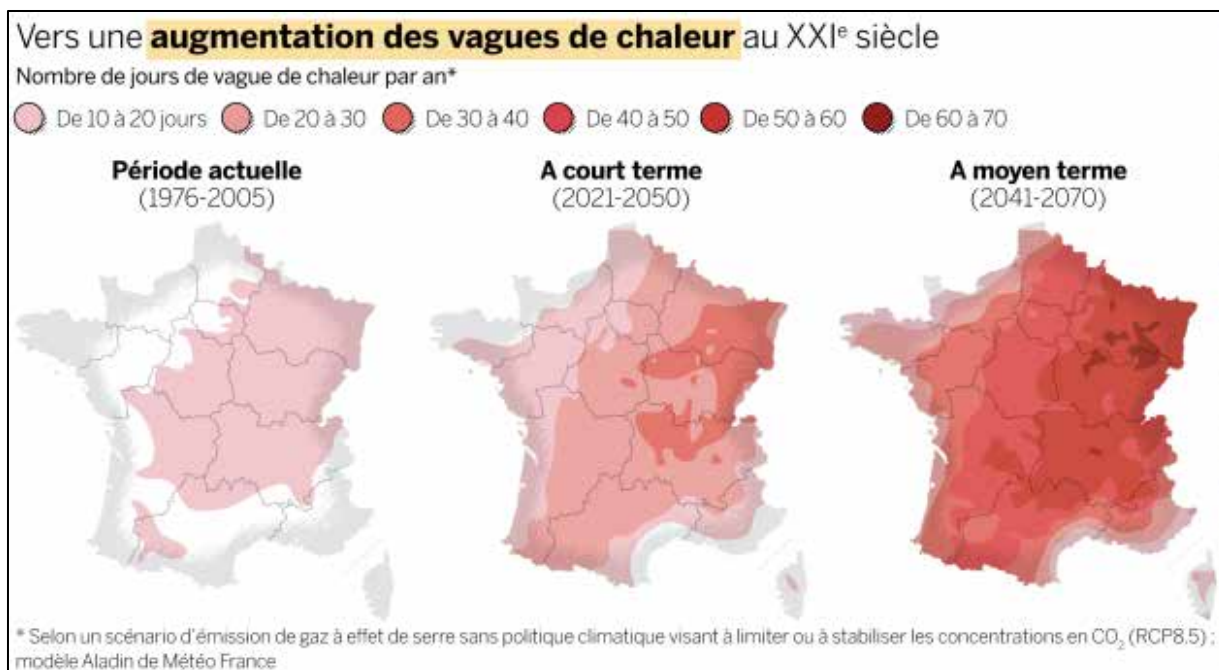 Vers une augmentation des vagues de chaleur au XXIe siècle
Nombre de jours de vague de chaleur par an*
De 10 à 20 jours De 20 à 30 De 30 à 40 De 40 à 50 De 50 à 60 De 60 à 70
Période actuelle
(1976-2005)
A court terme
(2021-2050)
A moyen terme
(2041-2070)
* Selon un scénario d'émission de gaz à effet de serre sans politique climatique visant à limiter ou à stabiliser les concentrations en CO₂ (RCP8.5) ;
modèle Aladin de Météo France